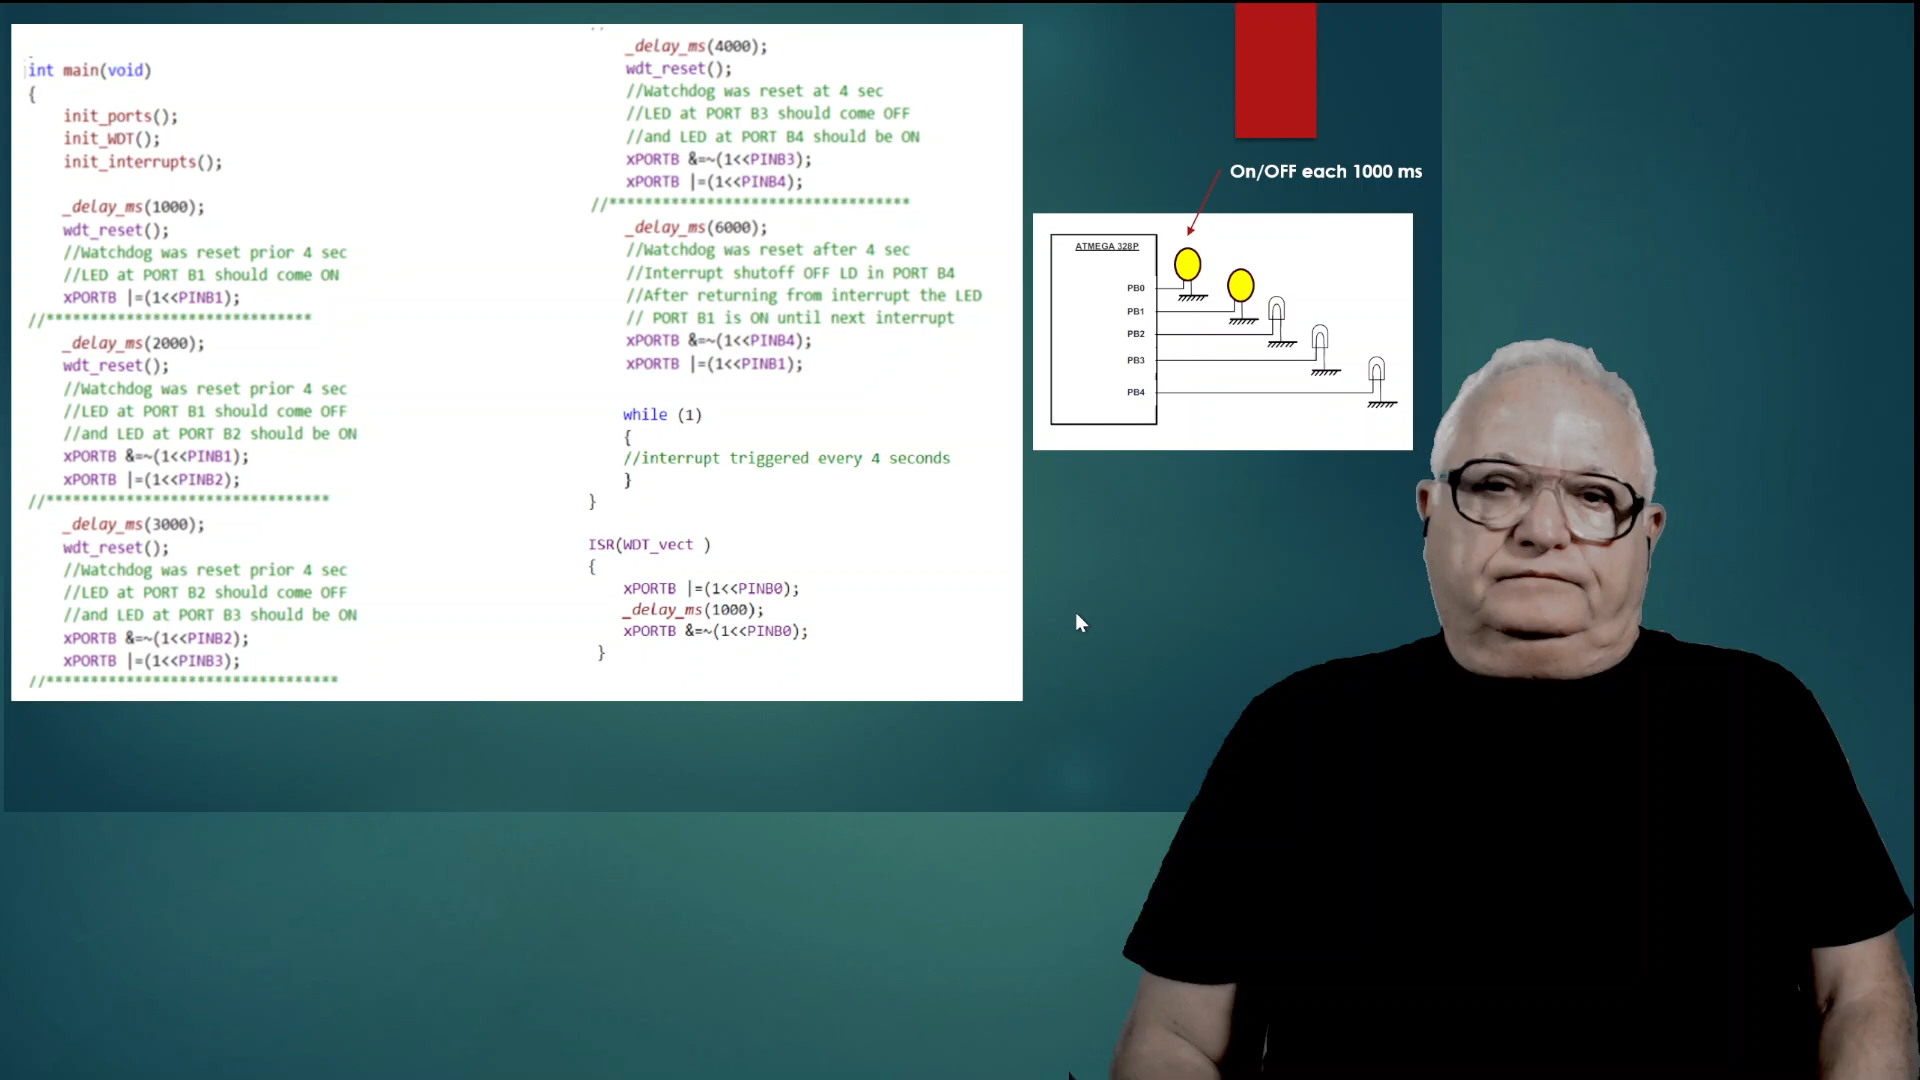 int main(void)
{
init_ports();
init_WDT();
init_interrupts();
_delay_ms(1000);
wdt_reset();
//Watchdog was reset prior 4 sec
//LED at PORT B1 should come ON
xPORTB |=(1<<PINB1);
//******************************
_delay_ms(2000);
wdt_reset();
//Watchdog was reset prior 4 sec
//LED at PORT B1 should come OFF
//and LED at PORT B2 should be ON
xPORTB &=~(1<<PINB1);
xPORTB |=(1<<PINB2);
//********************************
_delay_ms(3000);
wdt_reset();
//Watchdog was reset prior 4 sec
//LED at PORT B2 should come OFF
//and LED at PORT B3 should be ON
xPORTB &=~(1<<PINB2);
xPORTB |=(1<<PINB3);
//*********************************
_delay_ms(4000);
wdt_reset();
//Watchdog was reset at 4 sec
//LED at PORT B3 should come OFF
//and LED at PORT B4 should be ON
xPORTB &=~(1<<PINB3);
xPORTB |=(1<<PINB4);
//**********************************
_delay_ms(6000);
//Watchdog was reset after 4 sec
//Interrupt shutoff OFF LD in PORT B4
//After returning from interrupt the LED
// PORT B1 is ON until next interrupt
xPORTB &=~(1<<PINB4);
xPORTB |=(1<<PINB1);
while (1)
{
//interrupt triggered every 4 seconds
}
}
ISR(WDT_vect )
{
xPORTB |=(1<<PINB0);
_delay_ms(1000);
xPORTB &=~(1<<PINB0);
}
On/OFF each 1000 ms
ATMEGA 328P
PB0
PB1
PB2
PB3
PB4